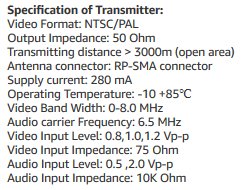 Specification of Transmitter:
Video Format: NTSC/PAL
Output Impedance: 50 Ohm
Transmitting distance > 3000m (open area)
Antenna connector: RP-SMA connector
Supply current: 280 mA
Operating Temperature: -10 +85℃
Video Band Width: 0-8.0 MHz
Audio carrier Frequency: 6.5 MHz
Video Input Level: 0.8,1.0,1.2 Vp-p
Video Input Impedance: 75 Ohm
Audio Input Level: 0.5 ,2.0 Vp-p
Audio Input Impedance: 10K Ohm